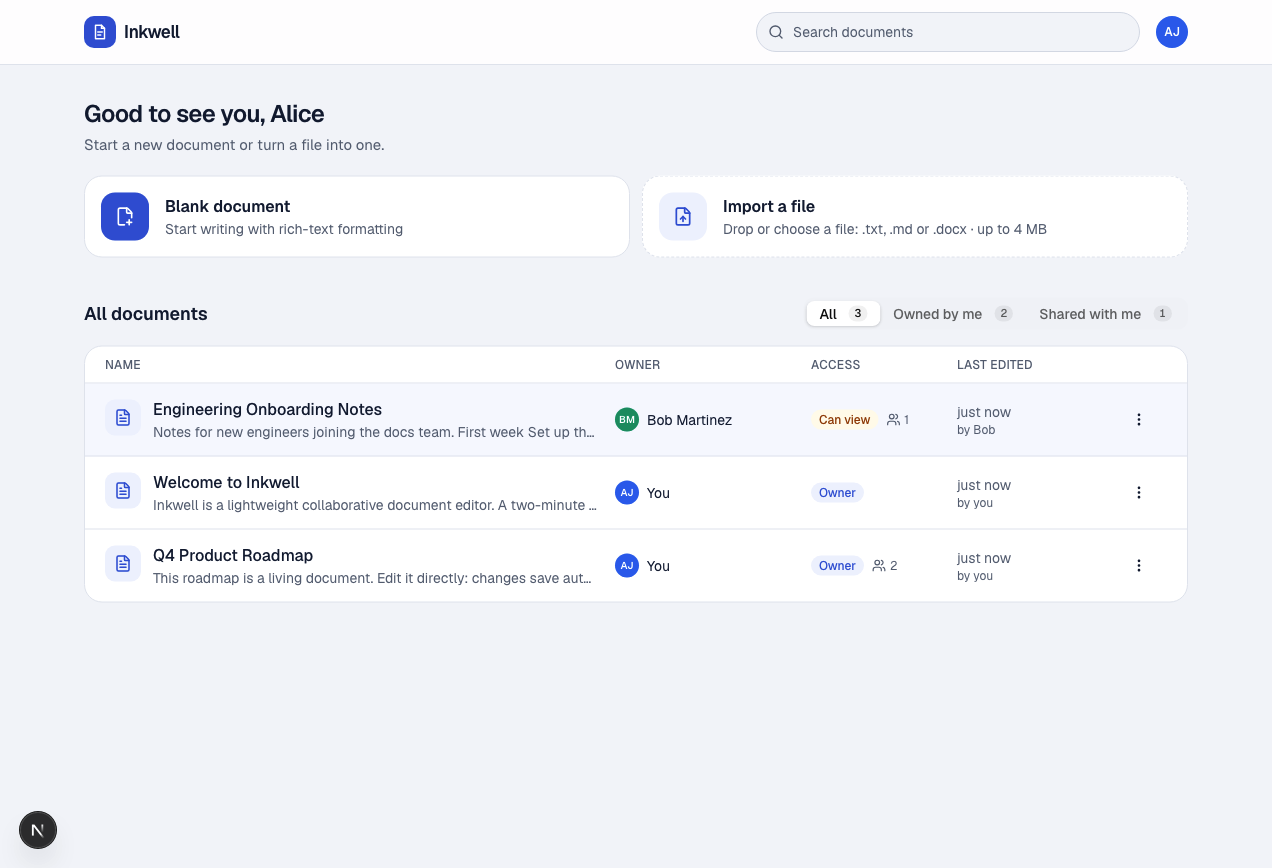 Inkwell
Search documents
AJ
Good to see you, Alice
Start a new document or turn a file into one.
Blank document
Start writing with rich-text formatting
Import a file
Drop or choose a file: .txt, .md or .docx · up to 4 MB
All documents
All 3
Owned by me 2
Shared with me 1
NAME OWNER ACCESS LAST EDITED
Engineering Onboarding Notes
Notes for new engineers joining the docs team. First week Set up th...
BM Bob Martinez
Can view 1
just now
by Bob
Welcome to Inkwell
Inkwell is a lightweight collaborative document editor. A two-minute ...
AJ You
Owner
just now
by you
Q4 Product Roadmap
This roadmap is a living document. Edit it directly: changes save aut...
AJ You
Owner 2
just now
by you
N